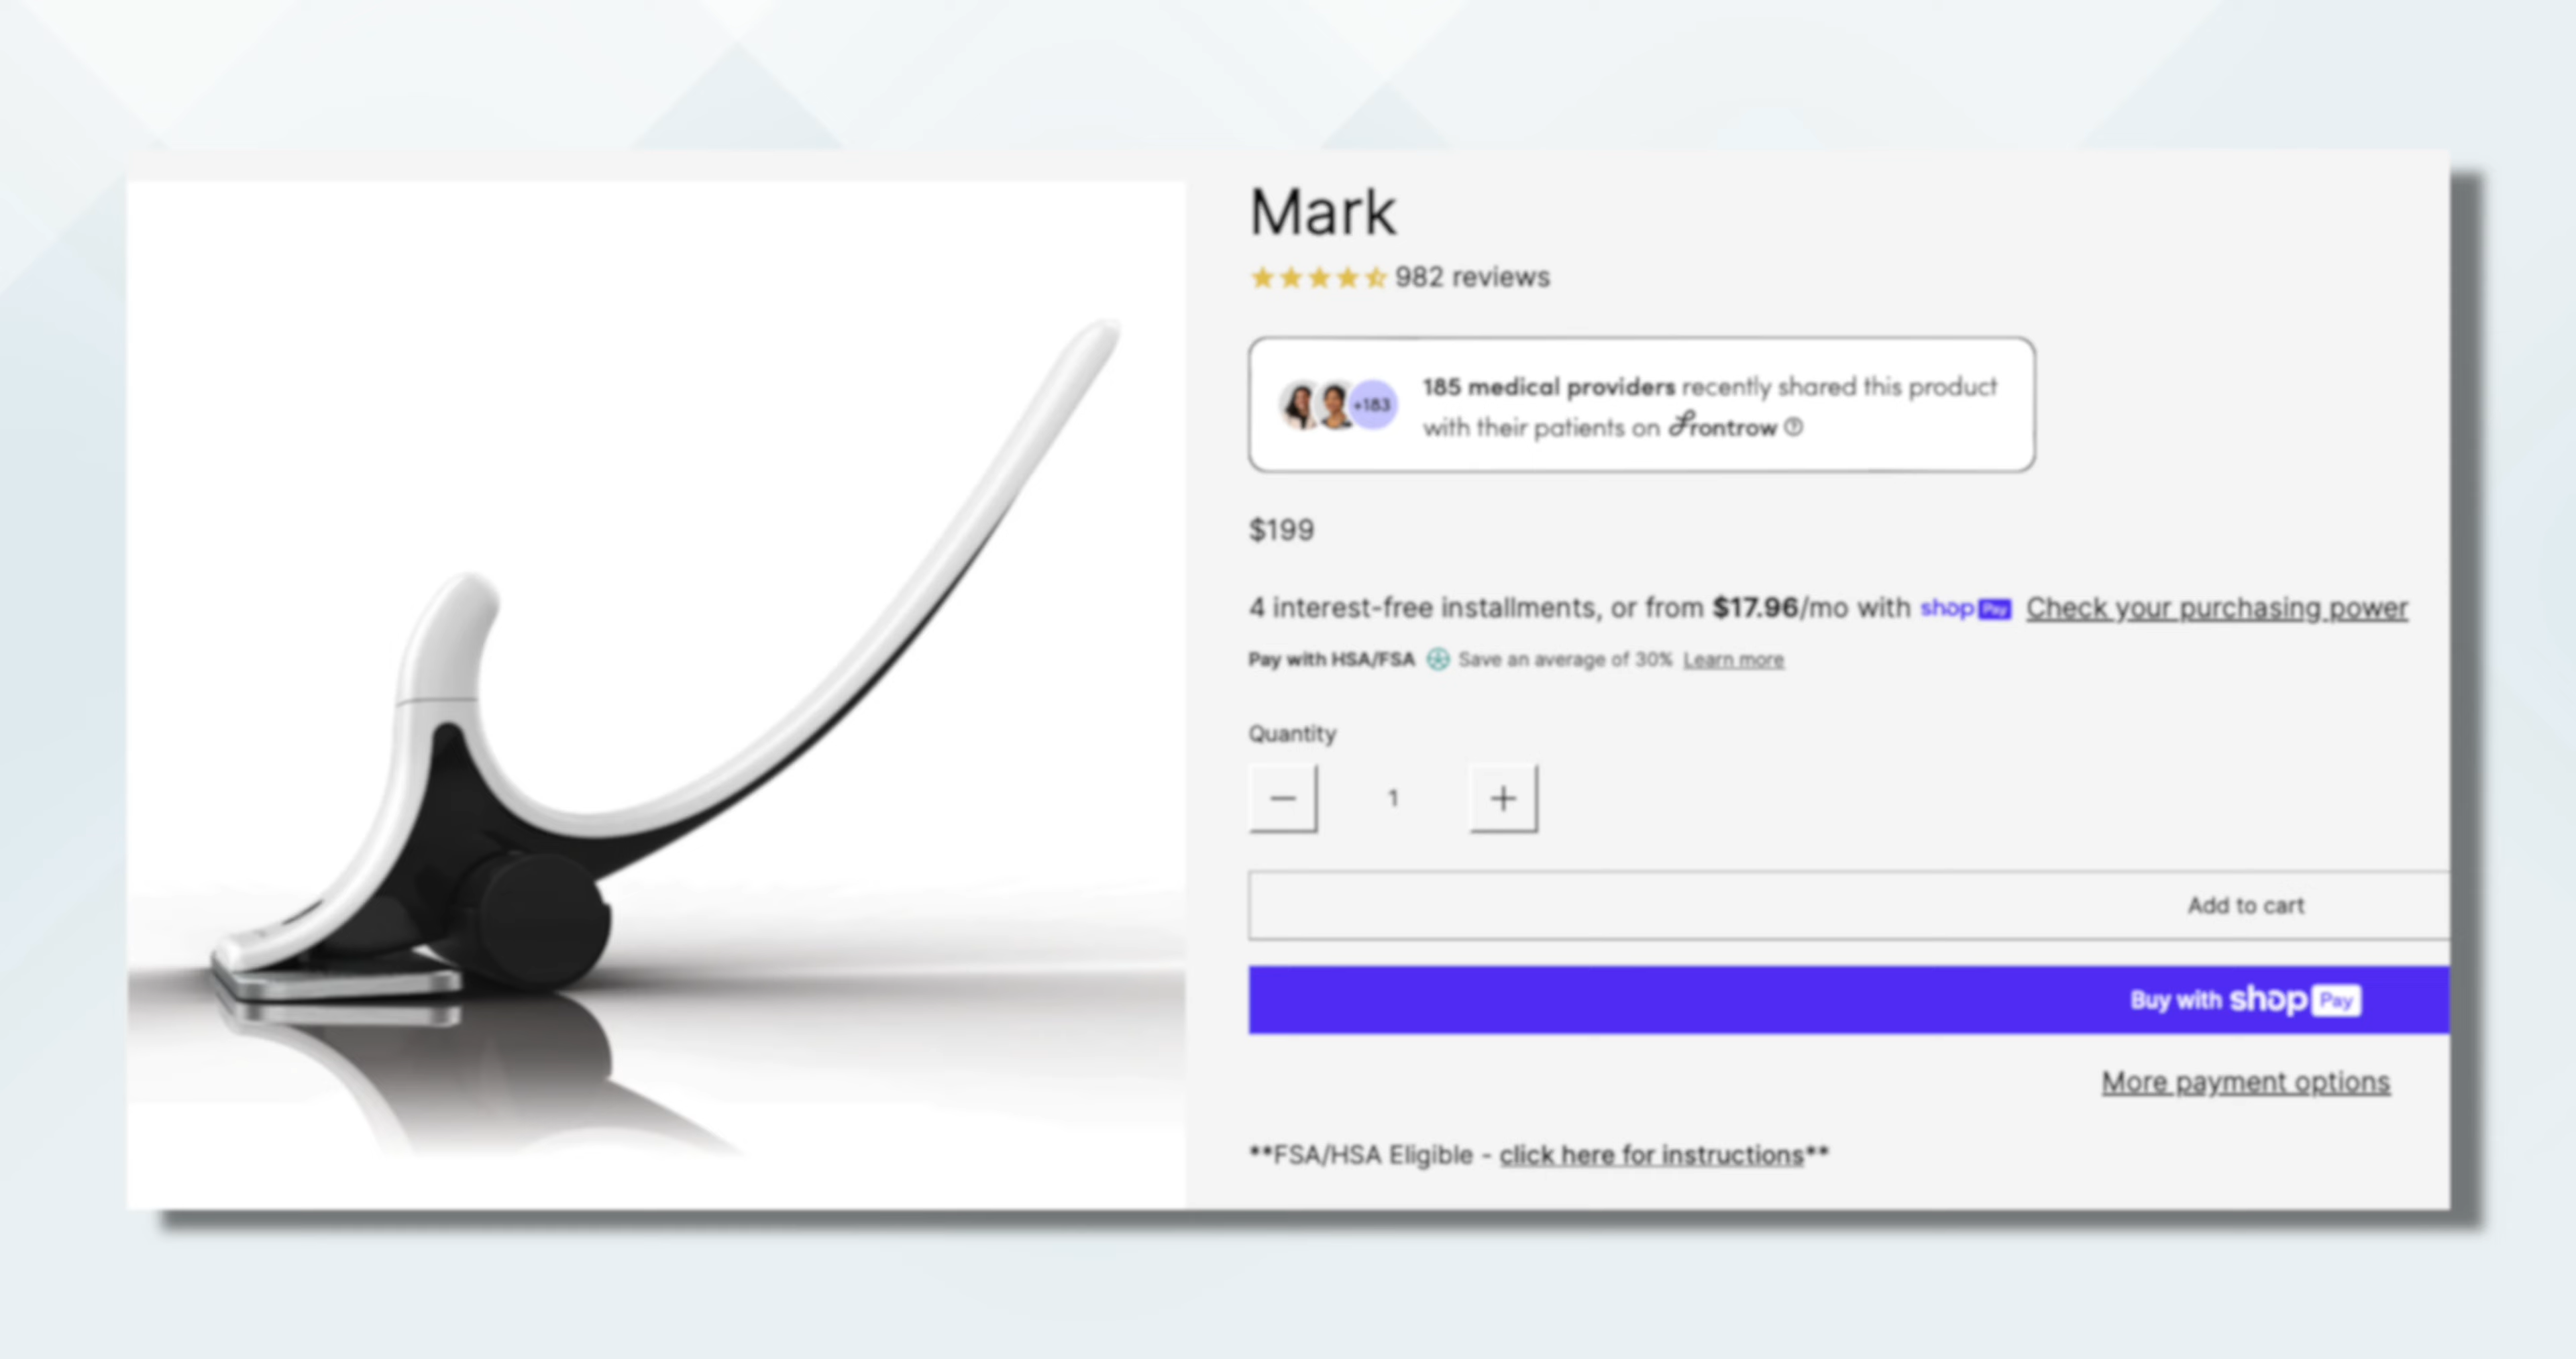 Mark
982 reviews
+183
185 medical providers recently shared this product
with their patients on Frontrow ?
$199
4 interest-free installments, or from $17.96/mo with shop Pay Check your purchasing power
Pay with HSA/FSA Save an average of 30% Learn more
Quantity
− 1 +
Add to cart
Buy with shop Pay
More payment options
**FSA/HSA Eligible - click here for instructions**